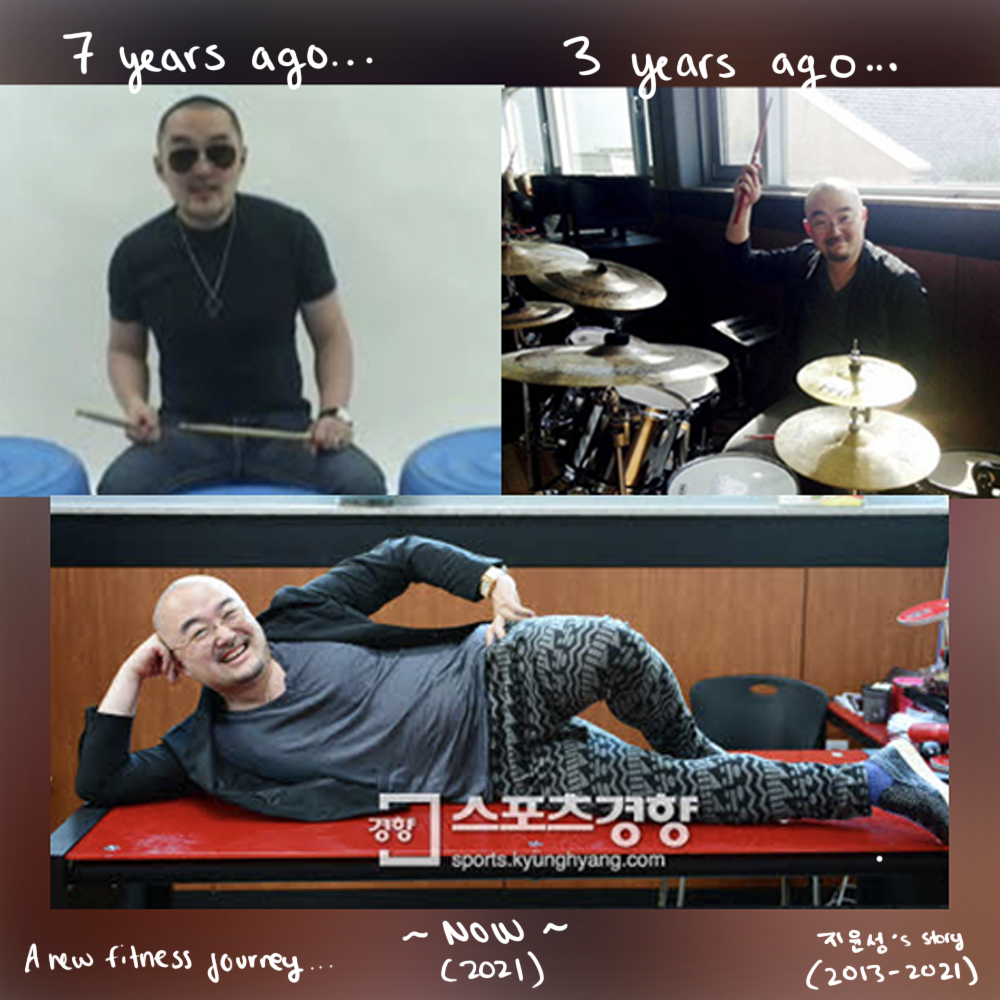 7 years ago...
3 years ago...
경향
스포츠경향
sports.kyunghyang.com
~ NOW ~
(2021)
A new fitness journey...
지윤성's story
(2013-2021)